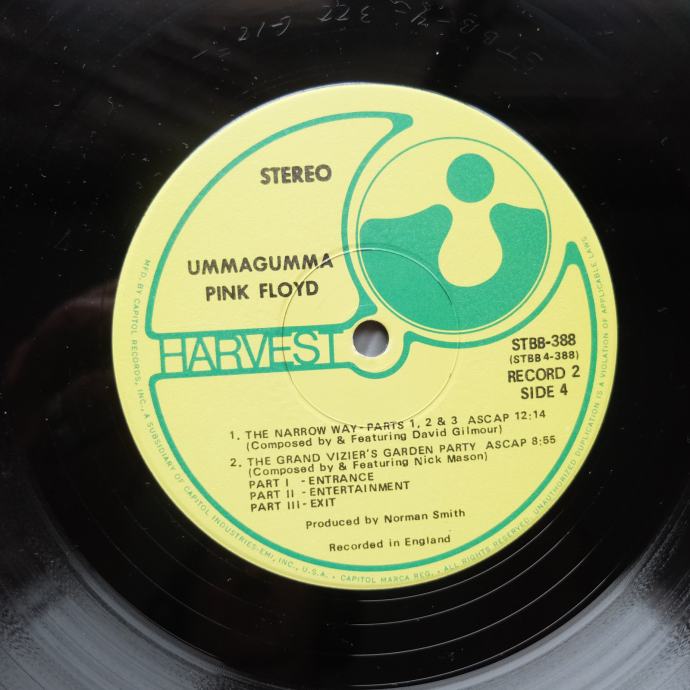 STEREO
UMMAGUMMA
PINK FLOYD
HARVEST
STBB-388
(STBB 4-388)
RECORD 2
SIDE 4
1. THE NARROW WAY-PARTS 1, 2 & 3 ASCAP 12:14
(Composed by & Featuring David Gilmour)
2. THE GRAND VIZIER'S GARDEN PARTY ASCAP 8:55
(Composed by & Featuring Nick Mason)
PART I - ENTRANCE
PART II - ENTERTAINMENT
PART III - EXIT
Produced by Norman Smith
Recorded in England
MFD. BY CAPITOL RECORDS, INC., A SUBSIDIARY OF CAPITOL INDUSTRIES-EMI, INC., U.S.A. • CAPITOL MARCA REG. • ALL RIGHTS RESERVED. UNAUTHORIZED DUPLICATION IS A VIOLATION OF APPLICABLE LAWS.